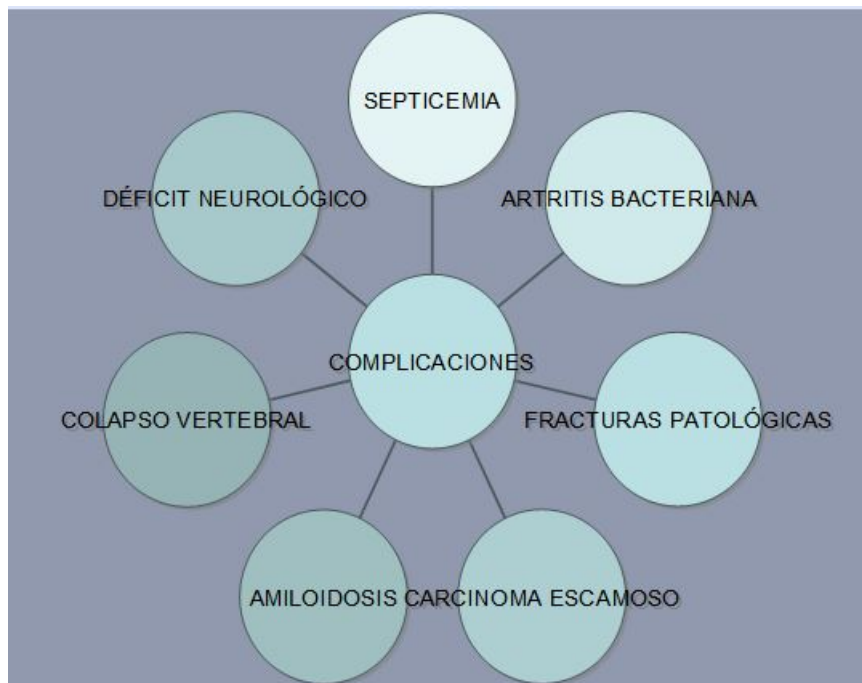 SEPTICEMIA
DÉFICIT NEUROLÓGICO
ARTRITIS BACTERIANA
COMPLICACIONES
COLAPSO VERTEBRAL
FRACTURAS PATOLÓGICAS
AMILOIDOSIS
CARCINOMA ESCAMOSO